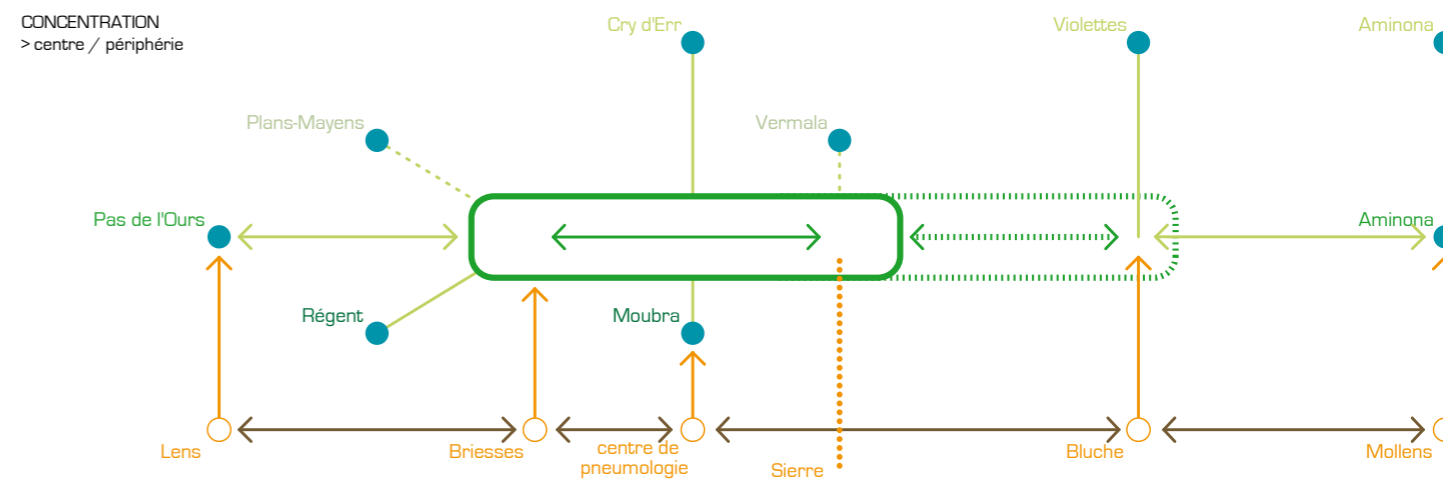 CONCENTRATION
> centre / périphérie
Cry d'Err
Violettes
Aminona
Plans-Mayens
Vermala
Pas de l'Ours
Aminona
Régent
Moubra
Lens
Briesses
centre de
pneumologie
Sierre
Bluche
Mollens